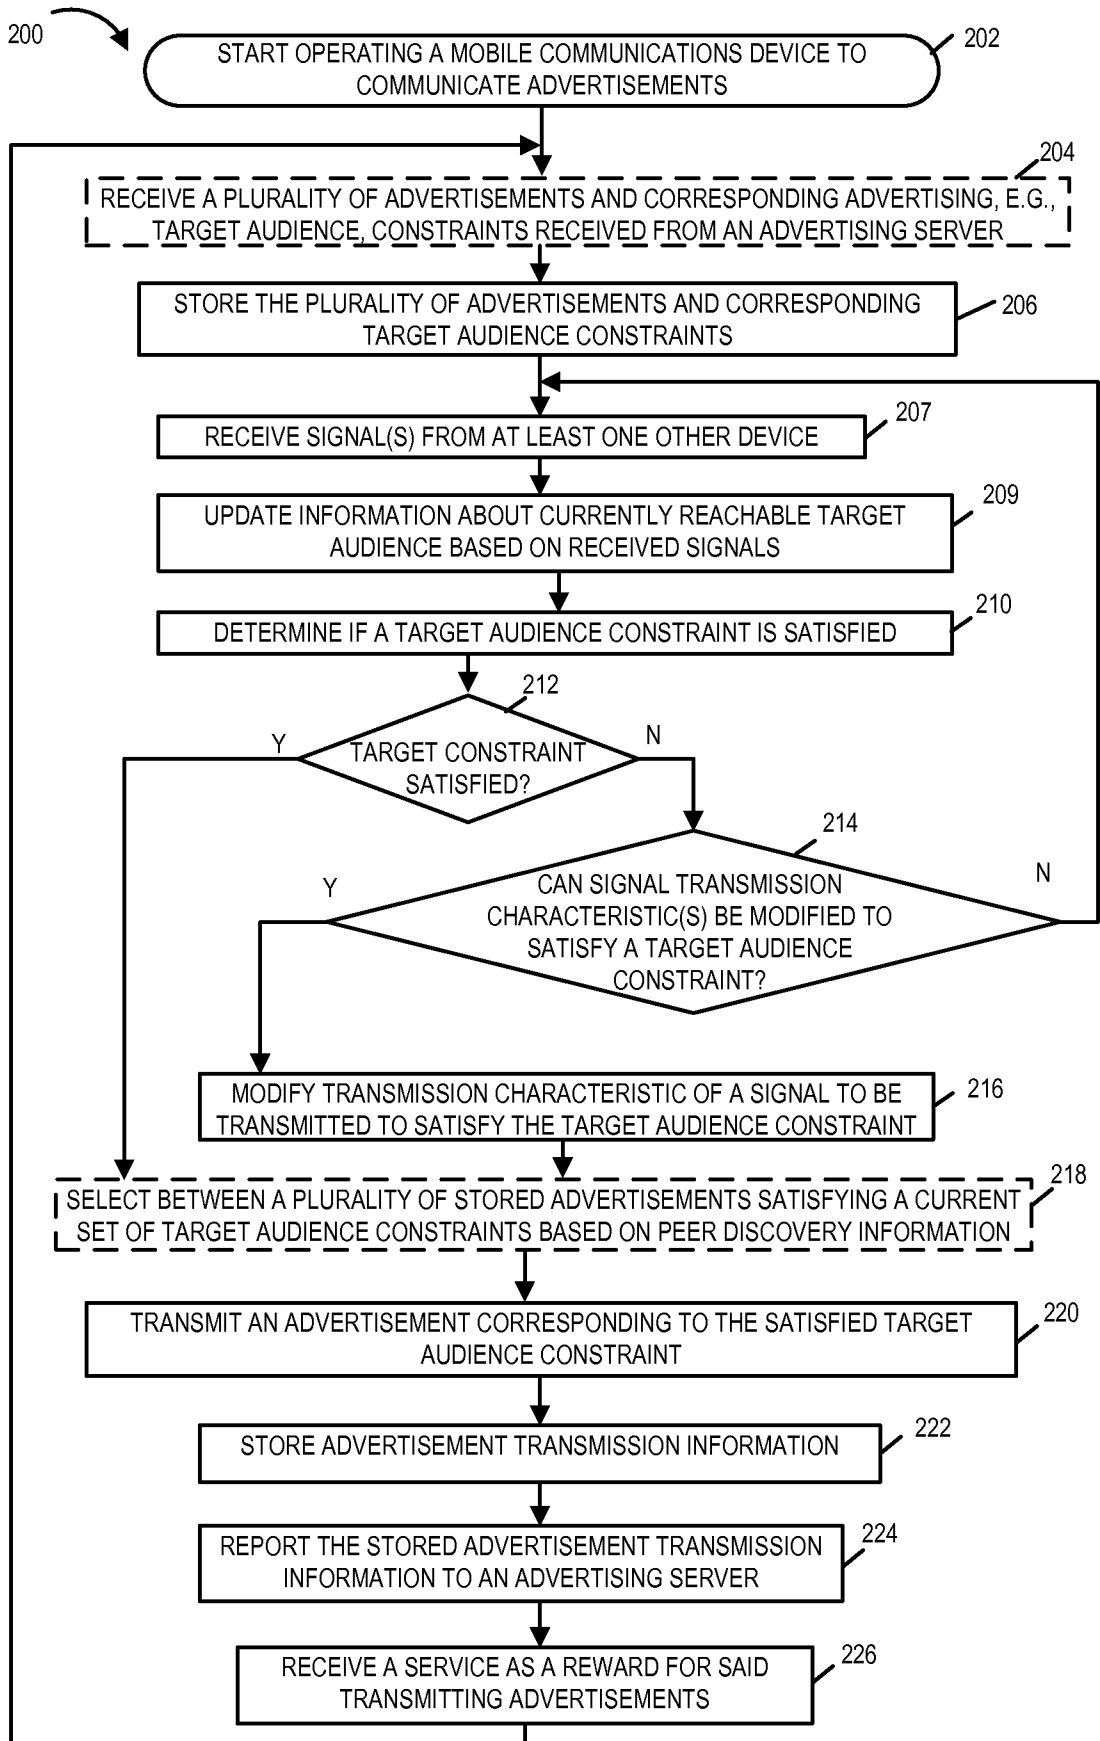 200
START OPERATING A MOBILE COMMUNICATIONS DEVICE TO
COMMUNICATE ADVERTISEMENTS
202
204
RECEIVE A PLURALITY OF ADVERTISEMENTS AND CORRESPONDING ADVERTISING, E.G.,
TARGET AUDIENCE, CONSTRAINTS RECEIVED FROM AN ADVERTISING SERVER
STORE THE PLURALITY OF ADVERTISEMENTS AND CORRESPONDING
TARGET AUDIENCE CONSTRAINTS
206
207
RECEIVE SIGNAL(S) FROM AT LEAST ONE OTHER DEVICE
209
UPDATE INFORMATION ABOUT CURRENTLY REACHABLE TARGET
AUDIENCE BASED ON RECEIVED SIGNALS
210
DETERMINE IF A TARGET AUDIENCE CONSTRAINT IS SATISFIED
212
Y
N
TARGET CONSTRAINT
SATISFIED?
214
Y
N
CAN SIGNAL TRANSMISSION
CHARACTERISTIC(S) BE MODIFIED TO
SATISFY A TARGET AUDIENCE
CONSTRAINT?
MODIFY TRANSMISSION CHARACTERISTIC OF A SIGNAL TO BE
TRANSMITTED TO SATISFY THE TARGET AUDIENCE CONSTRAINT
216
218
SELECT BETWEEN A PLURALITY OF STORED ADVERTISEMENTS SATISFYING A CURRENT
SET OF TARGET AUDIENCE CONSTRAINTS BASED ON PEER DISCOVERY INFORMATION
TRANSMIT AN ADVERTISEMENT CORRESPONDING TO THE SATISFIED TARGET
AUDIENCE CONSTRAINT
220
STORE ADVERTISEMENT TRANSMISSION INFORMATION
222
REPORT THE STORED ADVERTISEMENT TRANSMISSION
INFORMATION TO AN ADVERTISING SERVER
224
RECEIVE A SERVICE AS A REWARD FOR SAID
TRANSMITTING ADVERTISEMENTS
226